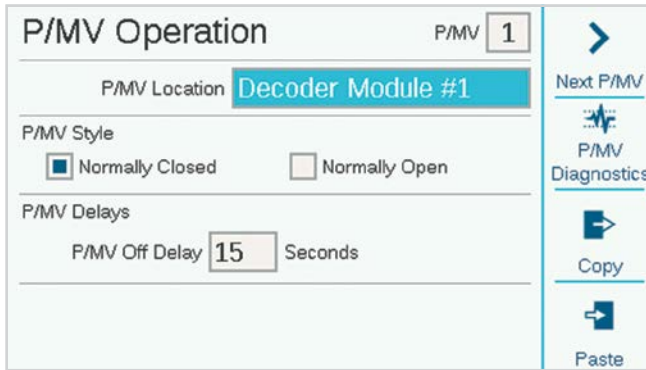 P/MV Operation
P/MV 1
P/MV Location Decoder Module #1
P/MV Style
Normally Closed Normally Open
P/MV Delays
P/MV Off Delay 15 Seconds
Next P/MV
P/MV
Diagnostics
Copy
Paste